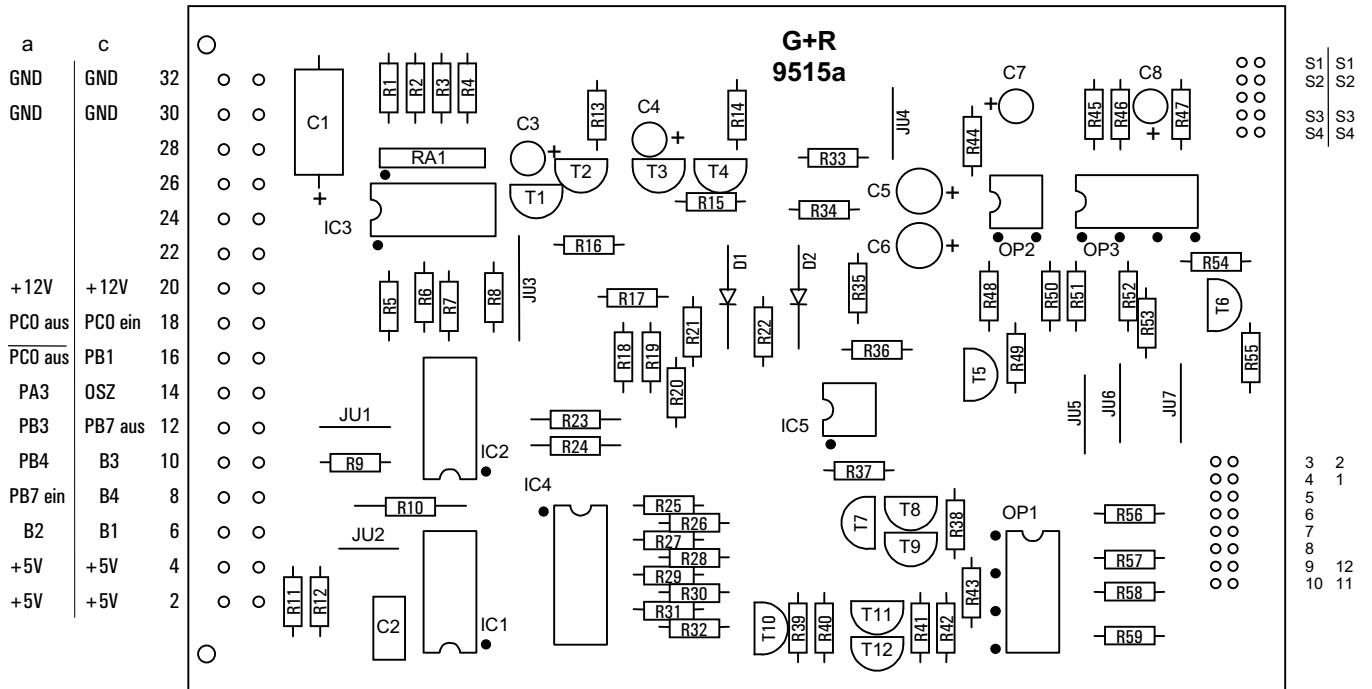 G+R
9515a
a c
GND GND 32
GND GND 30
28
26
24
22
+12V +12V 20
PC0 aus PC0 ein 18
PC0 aus PB1 16
PA3 OSZ 14
PB3 PB7 aus 12
PB4 B3 10
PB7 ein B4 8
B2 B1 6
+5V +5V 4
+5V +5V 2
C1
R1 R2 R3 R4
RA1
IC3
C3
T1
R13
T2
C4
T3
R14
T4
R15
R16
R33
R34
JU4
C5
C6
R44
C7
R45 R46
C8
R47
OP2
OP3
S1 S1
S2 S2
S3 S3
S4 S4
R5 R6 R7 R8
JU3
R17
R18 R19
R20
R21
D1
R22
D2
R35
R36
R48
R49
R50 R51
R52
R53
R54
T6
R55
T5
JU5 JU6 JU7
JU1
R9
IC2
R10
JU2
R11 R12
C2
IC1
R23
R24
IC4
R25
R26
R27
R28
R29
R30
R31
R32
IC5
R37
T7
T8
T9
R38
OP1
R43
T10
R39 R40
T11
T12
R41 R42
R56
R57
R58
R59
3 2
4 1
5
6
7
8
9 12
10 11